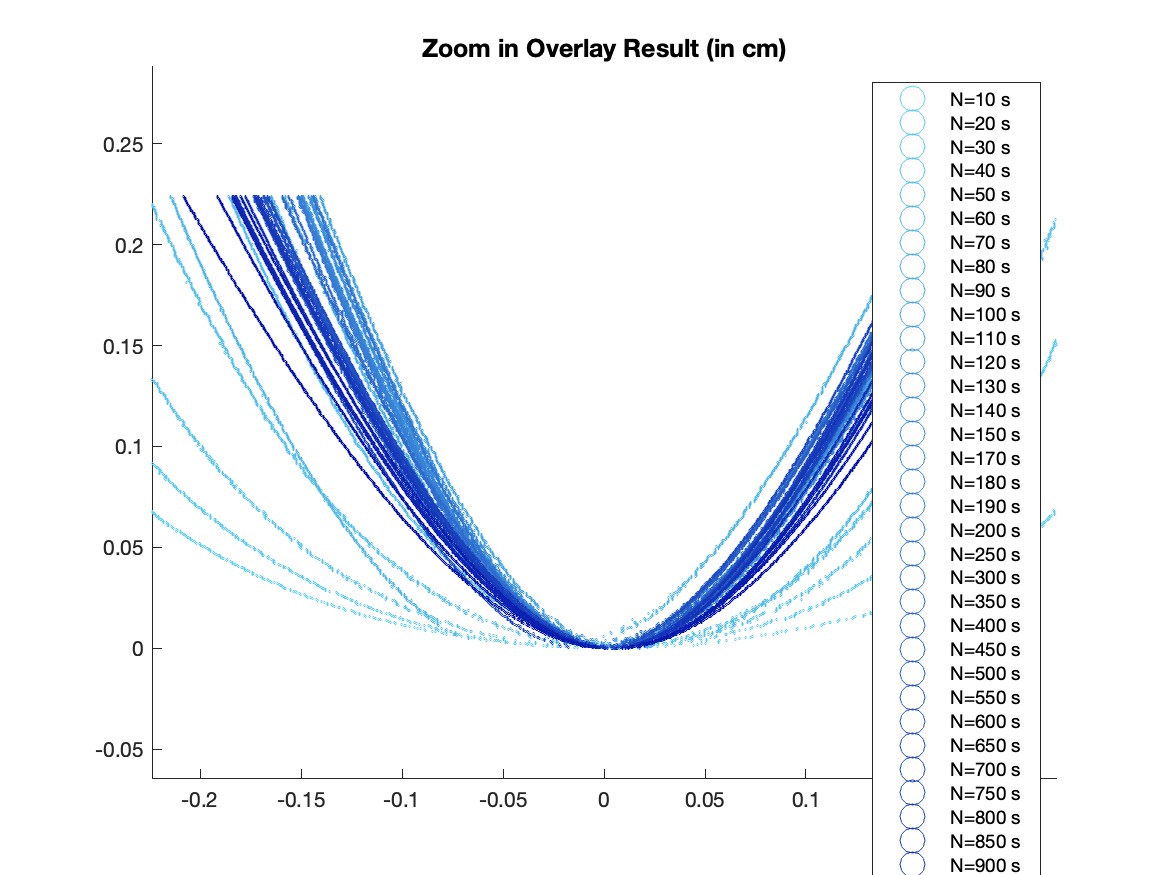 Zoom in Overlay Result (in cm)
0.25
0.2
0.15
0.1
0.05
0
-0.05
-0.2
-0.15
-0.1
-0.05
0
0.05
0.1
N=10 s
N=20 s
N=30 s
N=40 s
N=50 s
N=60 s
N=70 s
N=80 s
N=90 s
N=100 s
N=110 s
N=120 s
N=130 s
N=140 s
N=150 s
N=170 s
N=180 s
N=190 s
N=200 s
N=250 s
N=300 s
N=350 s
N=400 s
N=450 s
N=500 s
N=550 s
N=600 s
N=650 s
N=700 s
N=750 s
N=800 s
N=850 s
N=900 s